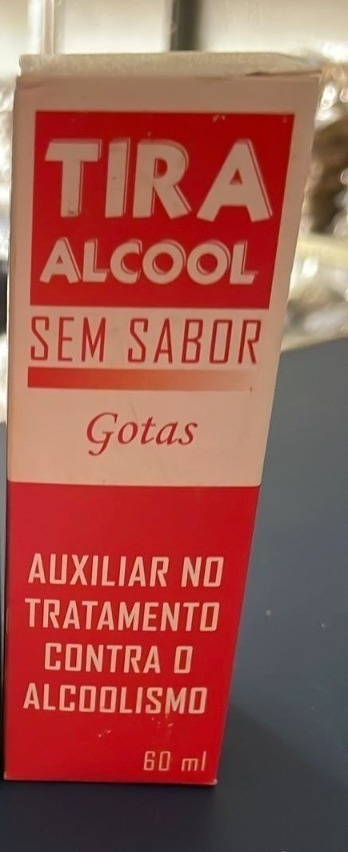 TIRA
ALCOOL
SEM SABOR
Gotas
AUXILIAR NO
TRATAMENTO
CONTRA O
ALCOOLISMO
60 ml